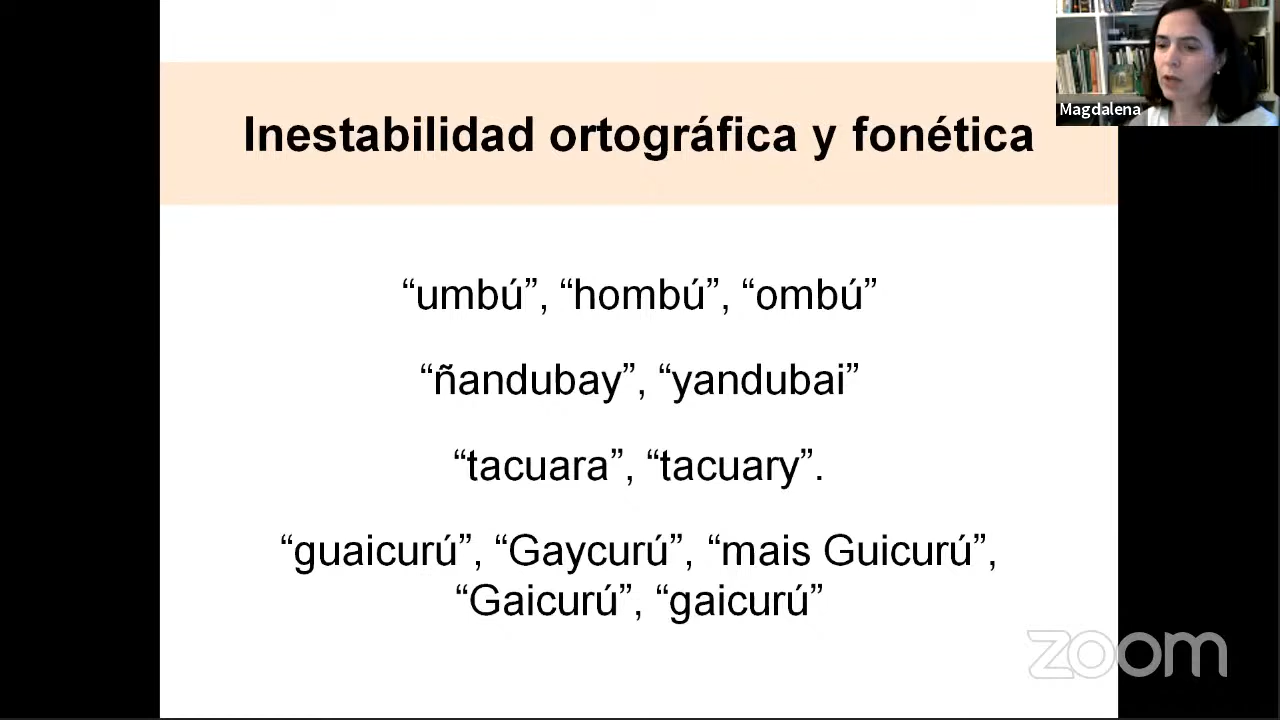 Magdalena
Inestabilidad ortográfica y fonética
“umbú”, “hombú”, “ombú”
“ñandubay”, “yandubai”
“tacuara”, “tacuary”.
“guaicurú”, “Gaycurú”, “mais Guicurú”,
“Gaicurú”, “gaicurú”
zoom